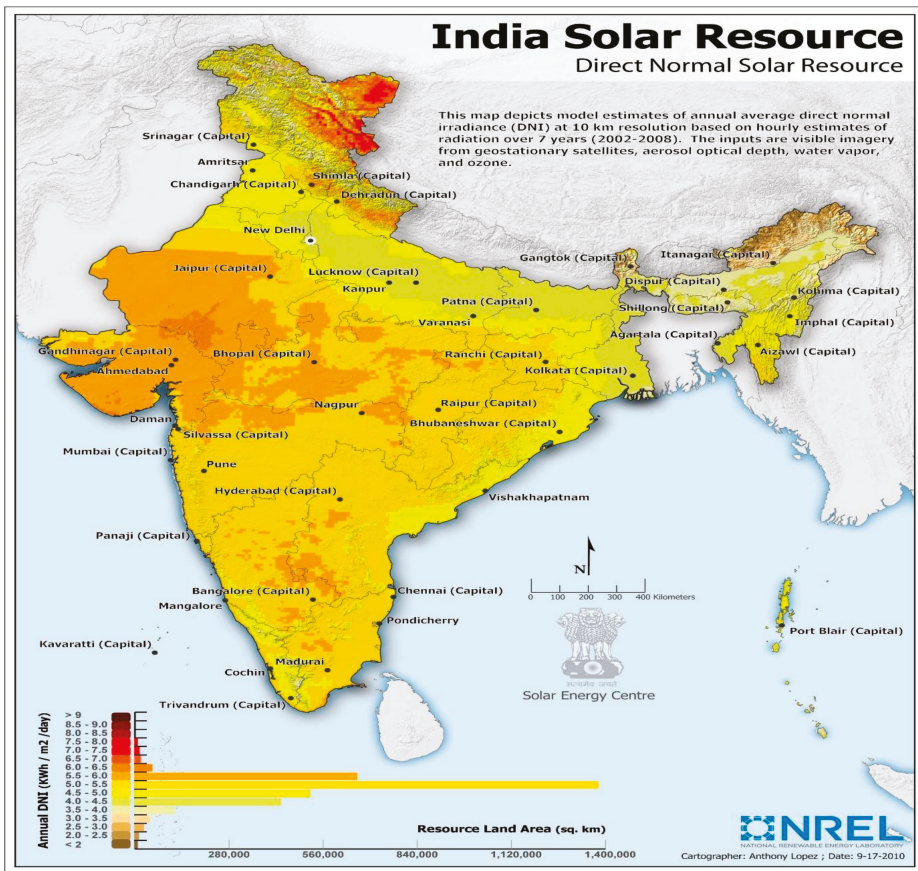 India Solar Resource
Direct Normal Solar Resource
This map depicts model estimates of annual average direct normal
irradiance (DNI) at 10 km resolution based on hourly estimates of
radiation over 7 years (2002-2008). The inputs are visible imagery
from geostationary satellites, aerosol optical depth, water vapor,
and ozone.
Srinagar (Capital)
Amritsar
Shimla (Capital)
Chandigarh (Capital)
Dehradun (Capital)
New Delhi
Gangtok (Capital)
Itanagar (Capital)
Jaipur (Capital)
Lucknow (Capital)
Dispur (Capital)
Kanpur
Kohima (Capital)
Patna (Capital)
Shillong (Capital)
Varanasi
Imphal (Capital)
Agartala (Capital)
Gandhinagar (Capital)
Bhopal (Capital)
Ranchi (Capital)
Aizawl (Capital)
Ahmedabad
Kolkata (Capital)
Nagpur
Raipur (Capital)
Daman
Bhubaneshwar (Capital)
Silvassa (Capital)
Mumbai (Capital)
Pune
Hyderabad (Capital)
Vishakhapatnam
Panaji (Capital)
N
0 100 200 300 400 Kilometers
Bangalore (Capital)
Chennai (Capital)
Mangalore
Pondicherry
Port Blair (Capital)
Kavaratti (Capital)
Madurai
Cochin
Solar Energy Centre
Trivandrum (Capital)
Annual DNI (KWh / m2 /day)
> 9
8.5 - 9.0
8.0 - 8.5
7.5 - 8.0
7.0 - 7.5
6.5 - 7.0
6.0 - 6.5
5.5 - 6.0
5.0 - 5.5
4.5 - 5.0
4.0 - 4.5
3.5 - 4.0
3.0 - 3.5
2.5 - 3.0
2.0 - 2.5
< 2
Resource Land Area (sq. km)
280,000 560,000 840,000 1,120,000 1,400,000
NREL
NATIONAL RENEWABLE ENERGY LABORATORY
Cartographer: Anthony Lopez ; Date: 9-17-2010